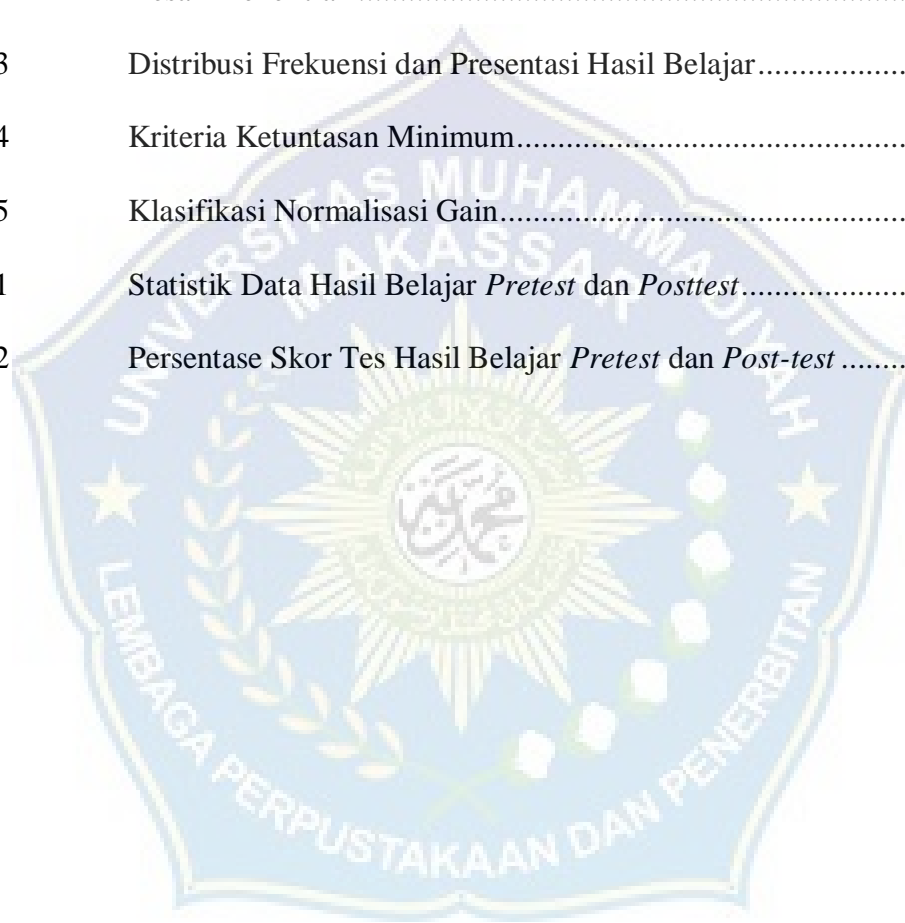 3 Distribusi Frekuensi dan Presentasi Hasil Belajar...................
4 Kriteria Ketuntasan Minimum..................................................
5 Klasifikasi Normalisasi Gain....................................................
1 Statistik Data Hasil Belajar Pretest dan Posttest.....................
2 Persentase Skor Tes Hasil Belajar Pretest dan Post-test ........
UNIVERSITAS MUHAMMADIYAH
MAKASSAR
LEMBAGA PERPUSTAKAAN DAN PENERBITAN